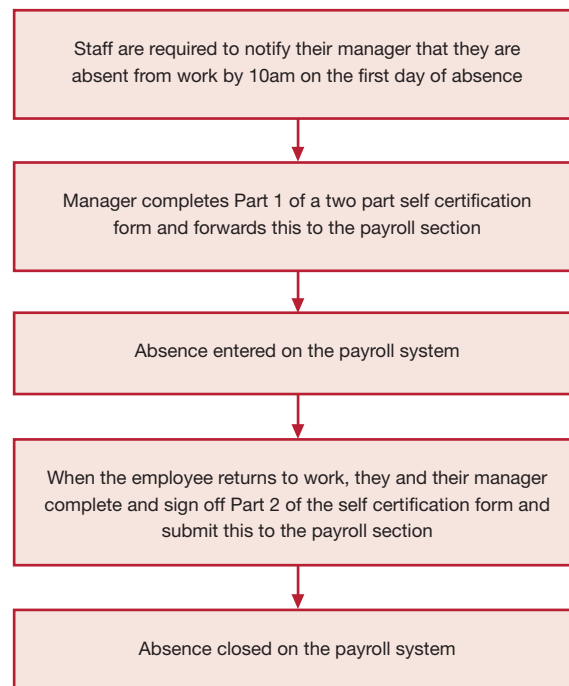 Staff are required to notify their manager that they are
absent from work by 10am on the first day of absence
Manager completes Part 1 of a two part self certification
form and forwards this to the payroll section
Absence entered on the payroll system
When the employee returns to work, they and their manager
complete and sign off Part 2 of the self certification form and
submit this to the payroll section
Absence closed on the payroll system